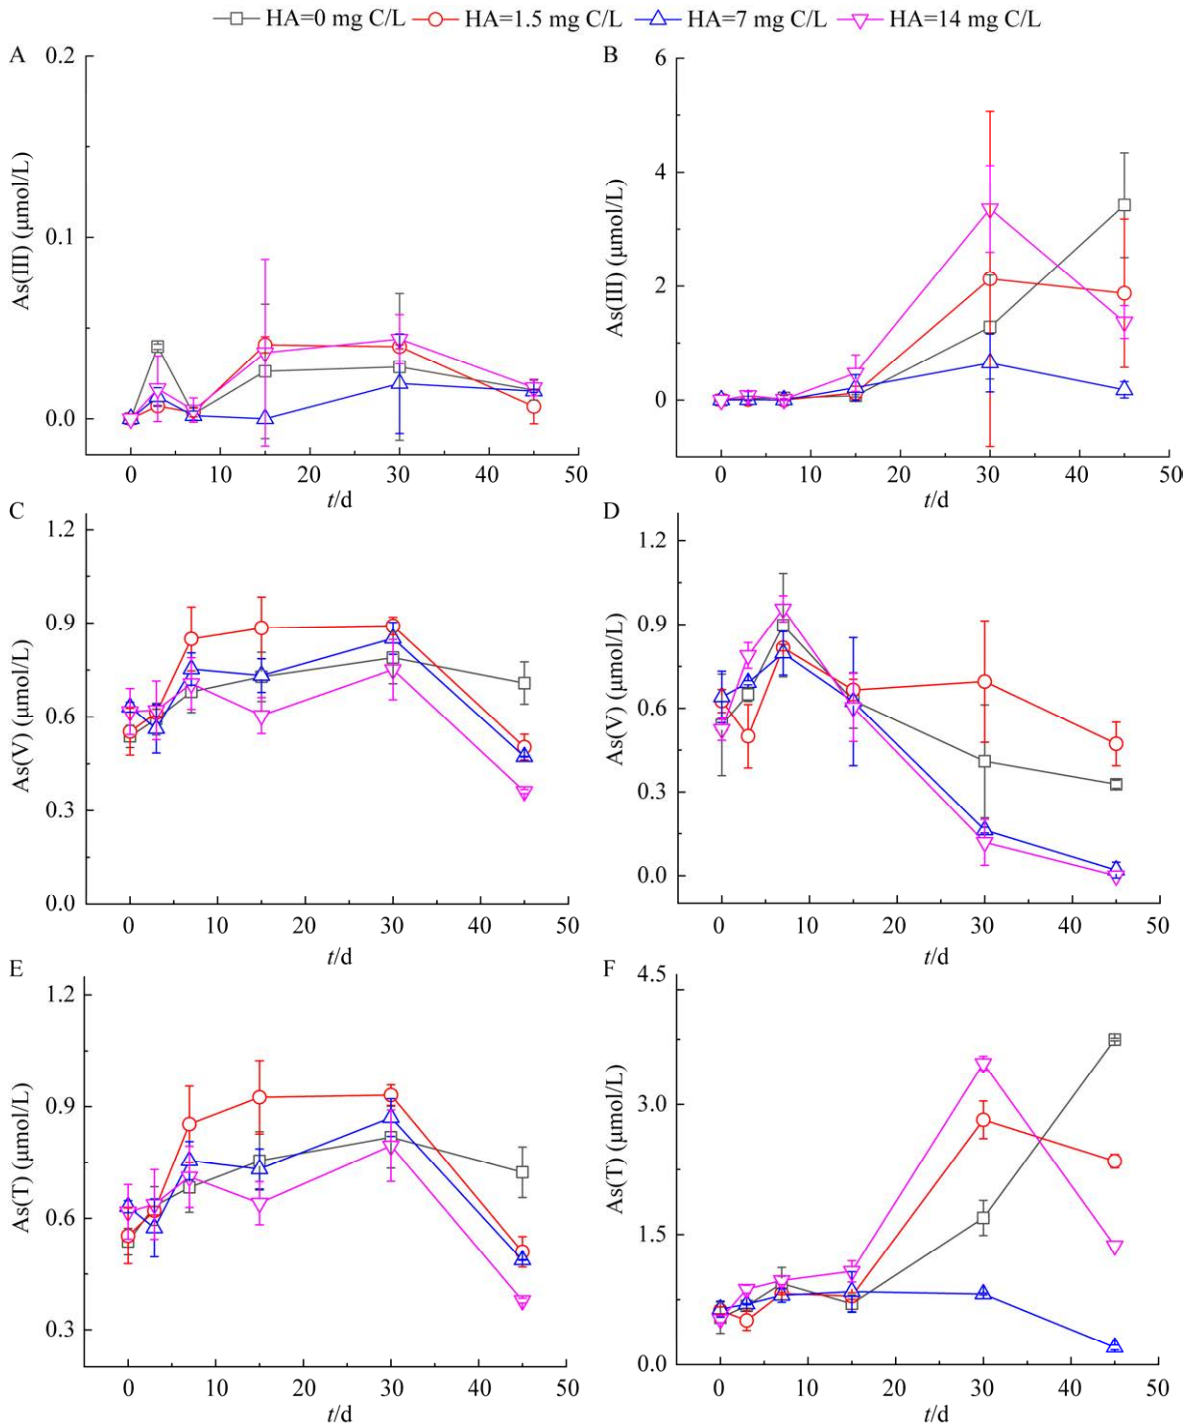 HA=0 mg C/L HA=1.5 mg C/L HA=7 mg C/L HA=14 mg C/L
A
0.2
0.1
0.0
As(III) (μmol/L)
0 10 20 30 40 50
t/d
B
6
4
2
0
As(III) (μmol/L)
0 10 20 30 40 50
t/d
C
1.2
0.9
0.6
0.3
0.0
As(V) (μmol/L)
0 10 20 30 40 50
t/d
D
1.2
0.9
0.6
0.3
0.0
As(V) (μmol/L)
0 10 20 30 40 50
t/d
E
1.2
0.9
0.6
0.3
As(T) (μmol/L)
0 10 20 30 40 50
t/d
F
4.5
3.0
1.5
0.0
As(T) (μmol/L)
0 10 20 30 40 50
t/d